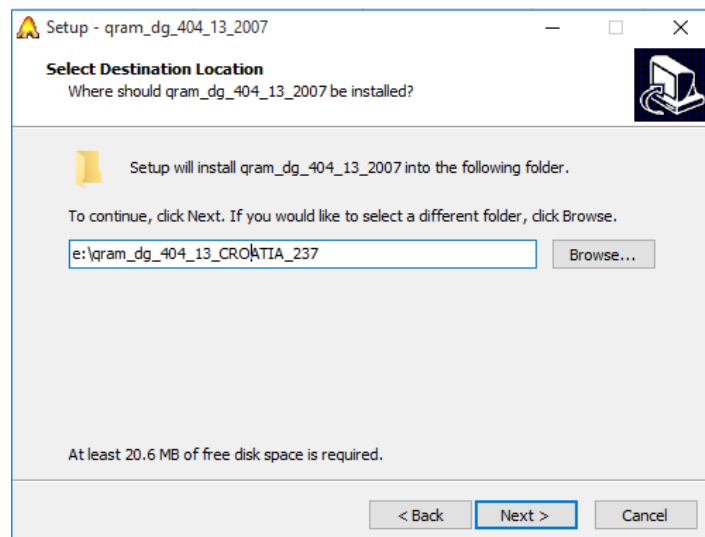 Setup - qram_dg_404_13_2007
Select Destination Location
Where should qram_dg_404_13_2007 be installed?
Setup will install qram_dg_404_13_2007 into the following folder.
To continue, click Next. If you would like to select a different folder, click Browse.
e:\qram_dg_404_13_CROATIA_237
Browse...
At least 20.6 MB of free disk space is required.
< Back
Next >
Cancel